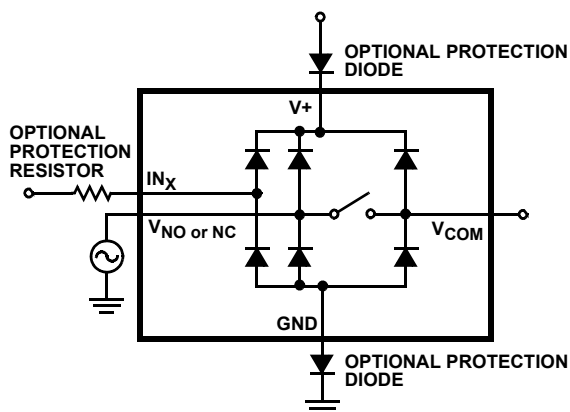 OPTIONAL PROTECTION
DIODE
V+
OPTIONAL
PROTECTION
RESISTOR
INX
VNO or NC
VCOM
GND
OPTIONAL PROTECTION
DIODE